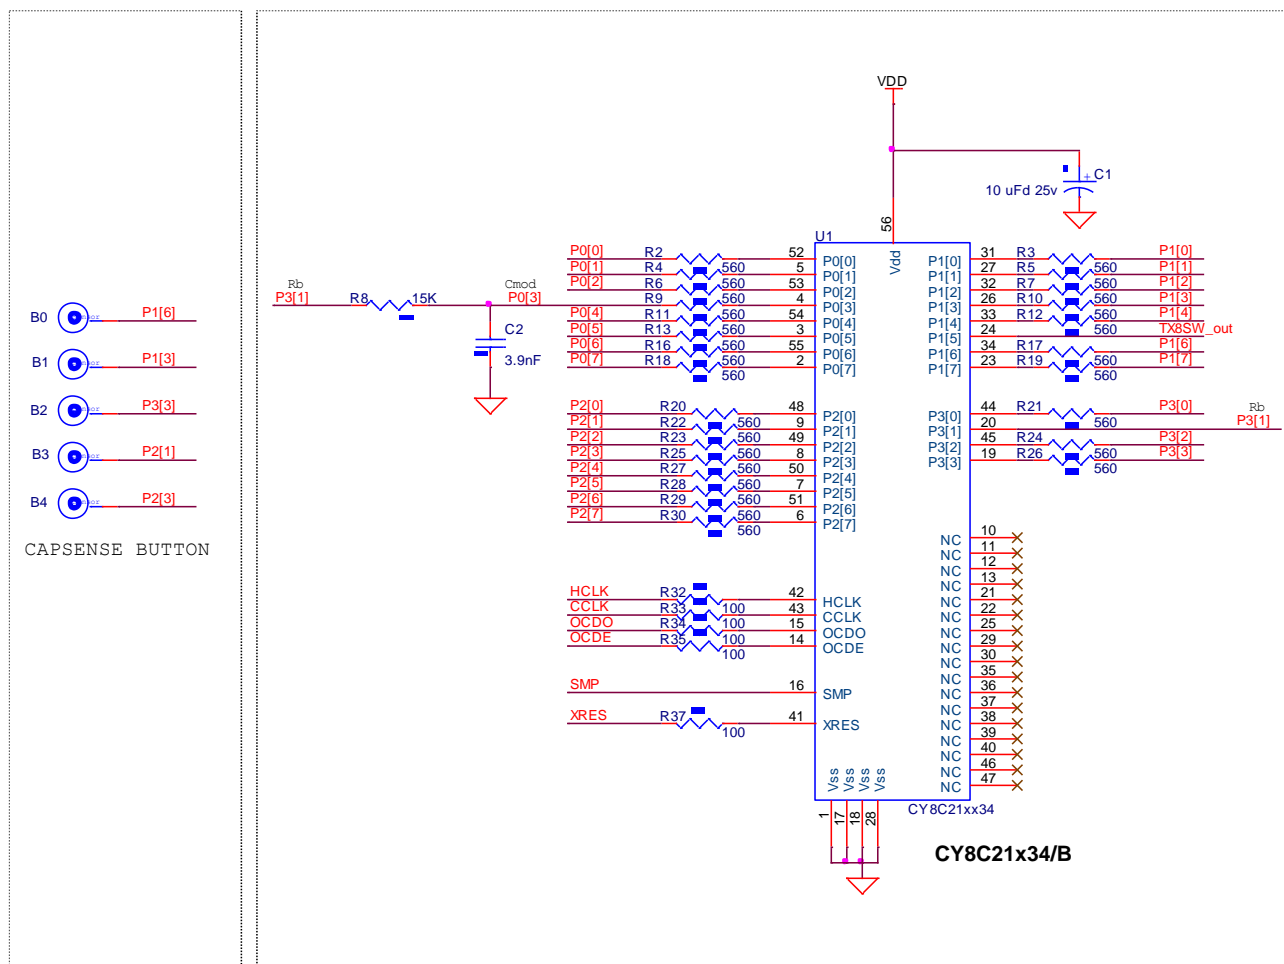 VDD
C1
10 uFd 25v
56
U1
Vdd
P0[0] R2 52 P0[0] P1[0] 31 R3 P1[0]
P0[1] R4 560 5 P0[1] P1[1] 27 R5 560 P1[1]
P0[2] R6 560 53 P0[2] P1[2] 32 R7 560 P1[2]
Rb Cmod
P3[1] R8 15K P0[3] R9 560 4 P0[3] P1[3] 26 R10 560 P1[3]
P0[4] R11 560 54 P0[4] P1[4] 33 R12 560 P1[4]
P0[5] R13 560 3 P0[5] P1[5] 24 560 TX8SW_out
P0[6] R16 560 55 P0[6] P1[6] 34 R17 P1[6]
P0[7] R18 560 2 P0[7] P1[7] 23 R19 560 P1[7]
560 560
C2
3.9nF
B0 P1[6]
B1 P1[3]
B2 P3[3]
B3 P2[1]
B4 P2[3]
CAPSENSE BUTTON
P2[0] R20 48 P2[0] P3[0] 44 R21 P3[0] Rb
P2[1] R22 560 9 P2[1] P3[1] 20 560 P3[1]
P2[2] R23 560 49 P2[2] P3[2] 45 R24 P3[2]
P2[3] R25 560 8 P2[3] P3[3] 19 R26 560 P3[3]
P2[4] R27 560 50 P2[4] 560
P2[5] R28 560 7 P2[5]
P2[6] R29 560 51 P2[6]
P2[7] R30 560 6 P2[7]
560
NC 10
NC 11
NC 12
NC 13
NC 21
NC 22
NC 25
NC 29
NC 30
NC 35
NC 36
NC 37
NC 38
NC 39
NC 40
NC 46
NC 47
HCLK R32 42 HCLK
CCLK R33 100 43 CCLK
OCDO R34 100 15 OCDO
OCDE R35 100 14 OCDE
100
SMP 16 SMP
XRES R37 41 XRES
100
Vss Vss Vss Vss
1 17 18 28
CY8C21xx34
CY8C21x34/B